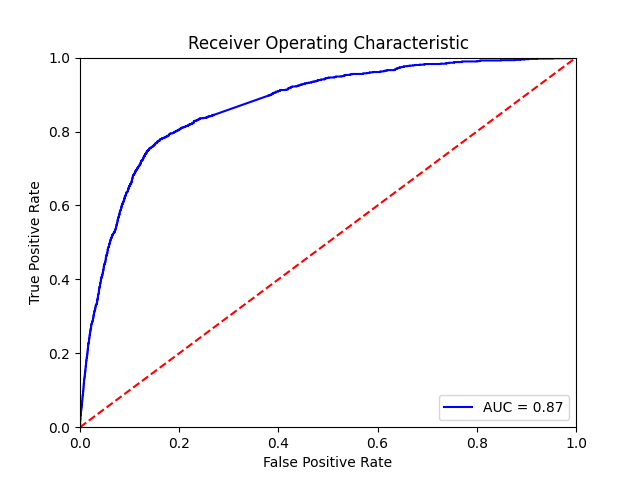 Receiver Operating Characteristic
True Positive Rate
1.0
0.8
0.6
0.4
0.2
0.0
AUC = 0.87
0.0 0.2 0.4 0.6 0.8 1.0
False Positive Rate